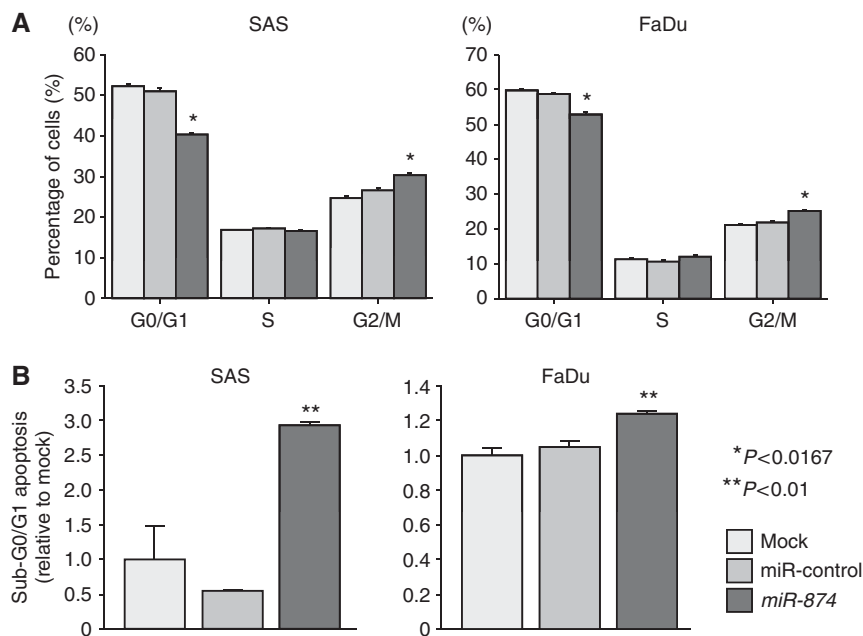 A
(%)
SAS
Percentage of cells (%)
60
50
40
30
20
10
0
*
*
G0/G1
S
G2/M
(%)
FaDu
70
60
50
40
30
20
10
0
*
*
G0/G1
S
G2/M
B
SAS
Sub-G0/G1 apoptosis
(relative to mock)
3.5
3.0
2.5
2.0
1.5
1.0
0.5
0
**
FaDu
1.4
1.2
1.0
0.8
0.6
0.4
0.2
0
**
*P<0.0167
**P<0.01
Mock
miR-control
miR-874